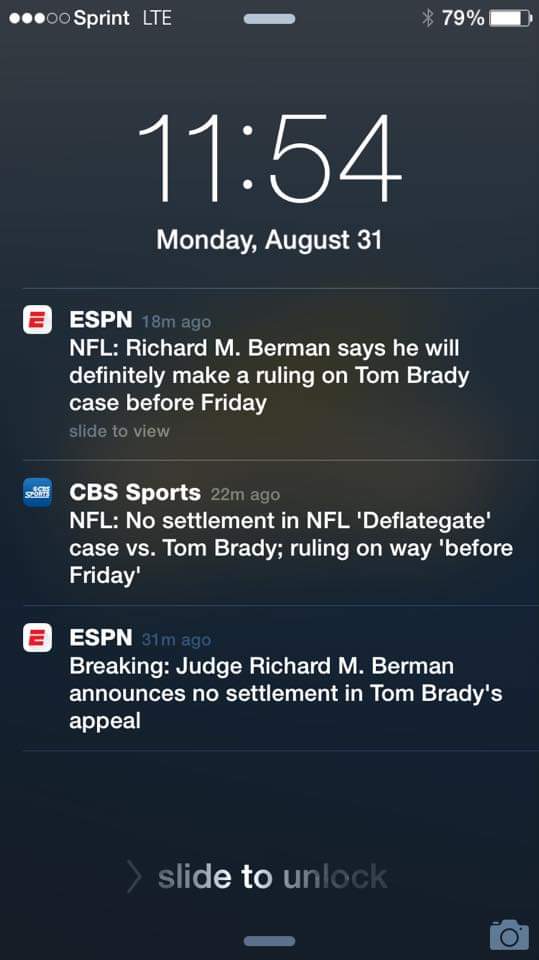 Sprint LTE 79%
11:54
Monday, August 31
ESPN 18m ago
NFL: Richard M. Berman says he will
definitely make a ruling on Tom Brady
case before Friday
slide to view
CBS SPORTS
CBS Sports 22m ago
NFL: No settlement in NFL 'Deflategate'
case vs. Tom Brady; ruling on way 'before
Friday'
ESPN 31m ago
Breaking: Judge Richard M. Berman
announces no settlement in Tom Brady's
appeal
slide to unlock